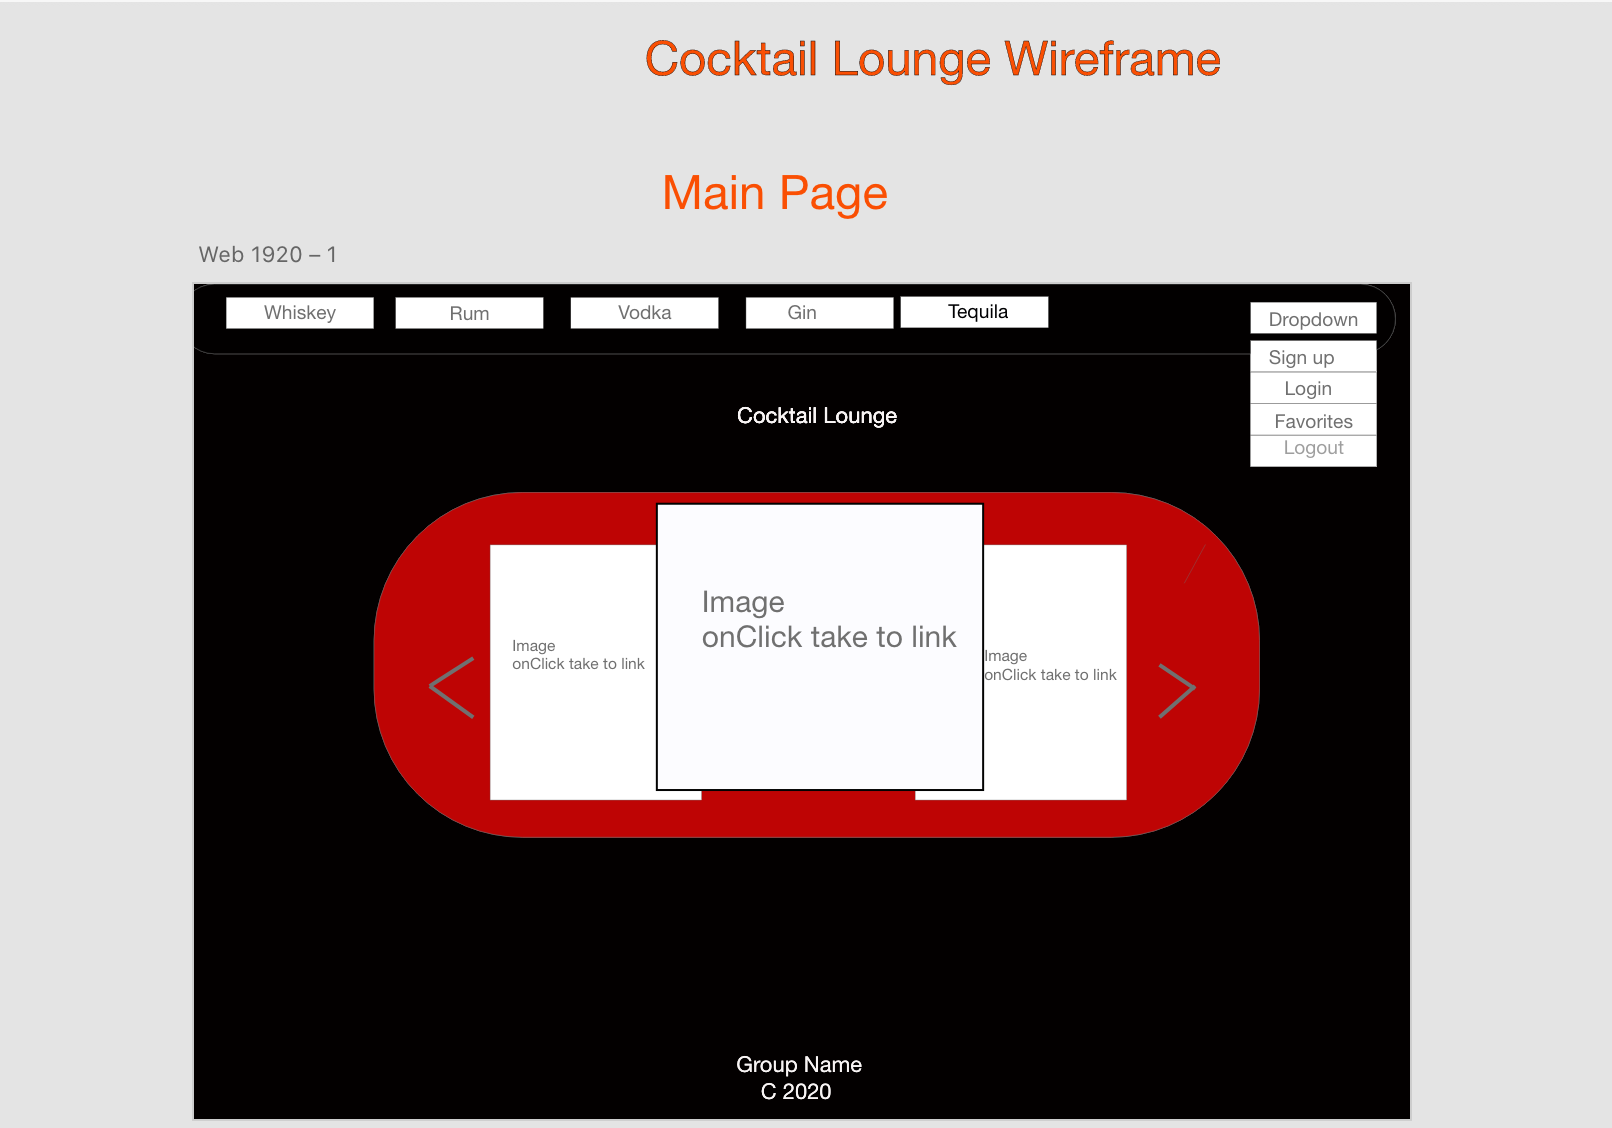 Cocktail Lounge Wireframe
Main Page
Web 1920 – 1
Whiskey
Rum
Vodka
Gin
Tequila
Dropdown
Sign up
Login
Favorites
Logout
Cocktail Lounge
Image
onClick take to link
Image
onClick take to link
Image
onClick take to link
Group Name
C 2020